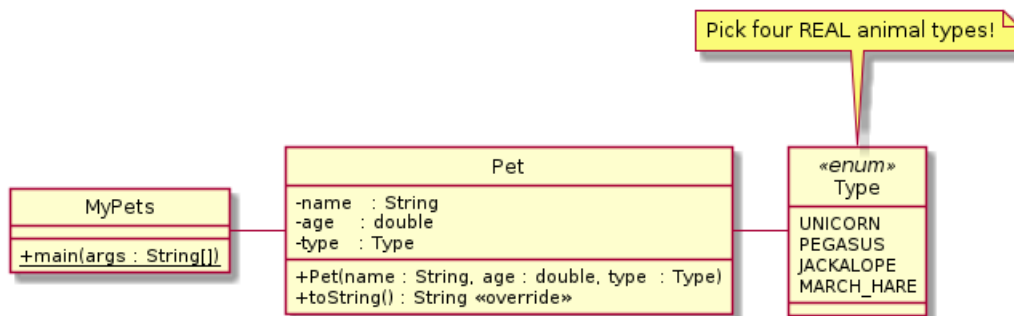 Pick four REAL animal types!
MyPets
+main(args : String[])
Pet
-name : String
-age : double
-type : Type
+Pet(name : String, age : double, type : Type)
+toString() : String «override»
«enum»
Type
UNICORN
PEGASUS
JACKALOPE
MARCH_HARE